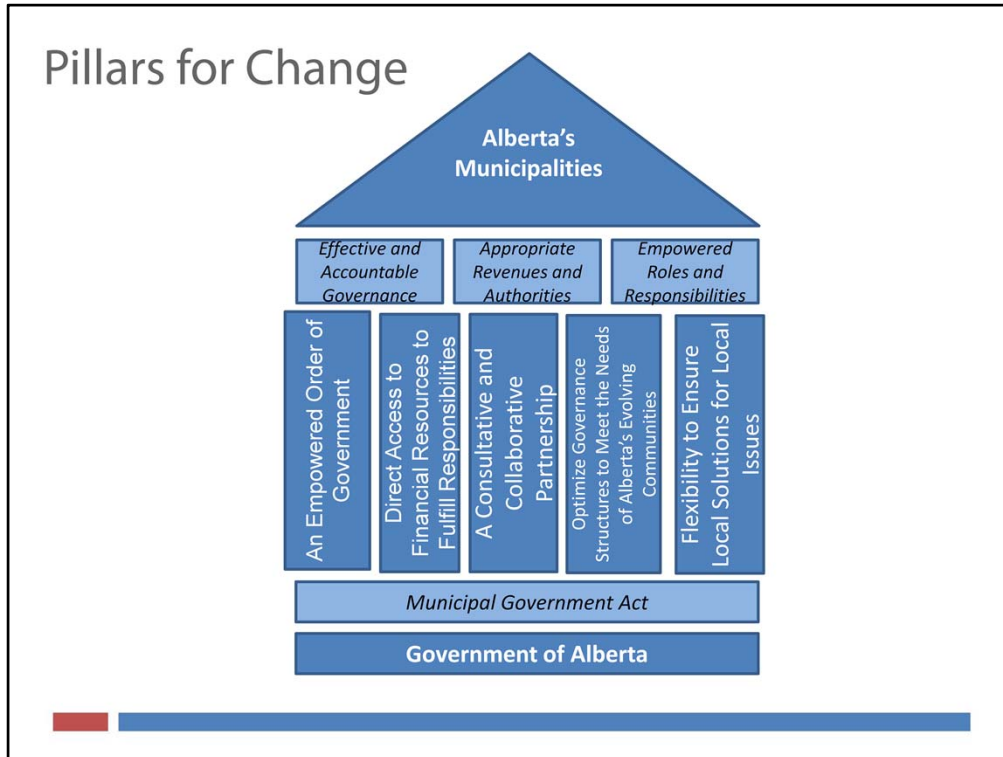 Pillars for Change
Alberta’s
Municipalities
Effective and
Accountable
Governance
Appropriate
Revenues and
Authorities
Empowered
Roles and
Responsibilities
An Empowered Order of
Government
Direct Access to
Financial Resources to
Fulfill Responsibilities
A Consultative and
Collaborative
Partnership
Optimize Governance
Structures to Meet the Needs
of Alberta’s Evolving
Communities
Flexibility to Ensure
Local Solutions for Local
Issues
Municipal Government Act
Government of Alberta